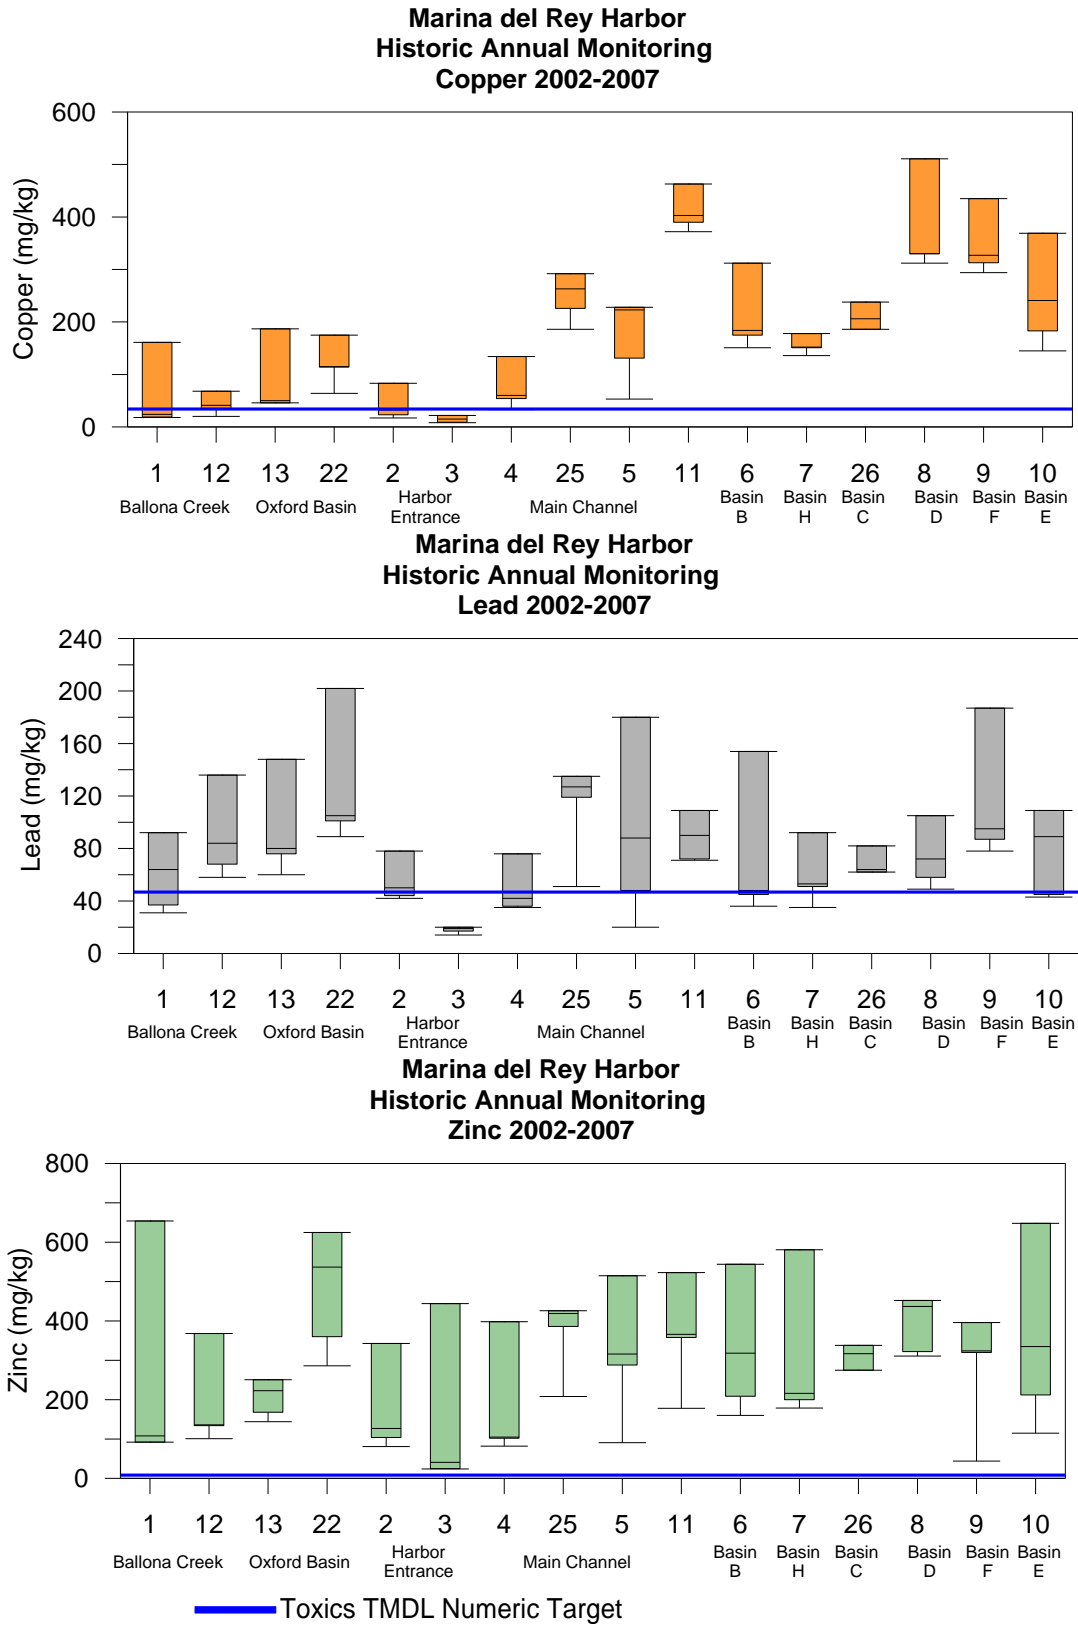 Marina del Rey Harbor
Historic Annual Monitoring
Copper 2002-2007
600
400
200
0
Copper (mg/kg)
1 12 13 22 2 3 4 25 5 11 6 7 26 8 9 10
Ballona Creek Oxford Basin Harbor Entrance Main Channel Basin B Basin H Basin C Basin D Basin F Basin E
Marina del Rey Harbor
Historic Annual Monitoring
Lead 2002-2007
240
200
160
120
80
40
0
Lead (mg/kg)
1 12 13 22 2 3 4 25 5 11 6 7 26 8 9 10
Ballona Creek Oxford Basin Harbor Entrance Main Channel Basin B Basin H Basin C Basin D Basin F Basin E
Marina del Rey Harbor
Historic Annual Monitoring
Zinc 2002-2007
800
600
400
200
0
Zinc (mg/kg)
1 12 13 22 2 3 4 25 5 11 6 7 26 8 9 10
Ballona Creek Oxford Basin Harbor Entrance Main Channel Basin B Basin H Basin C Basin D Basin F Basin E
Toxics TMDL Numeric Target